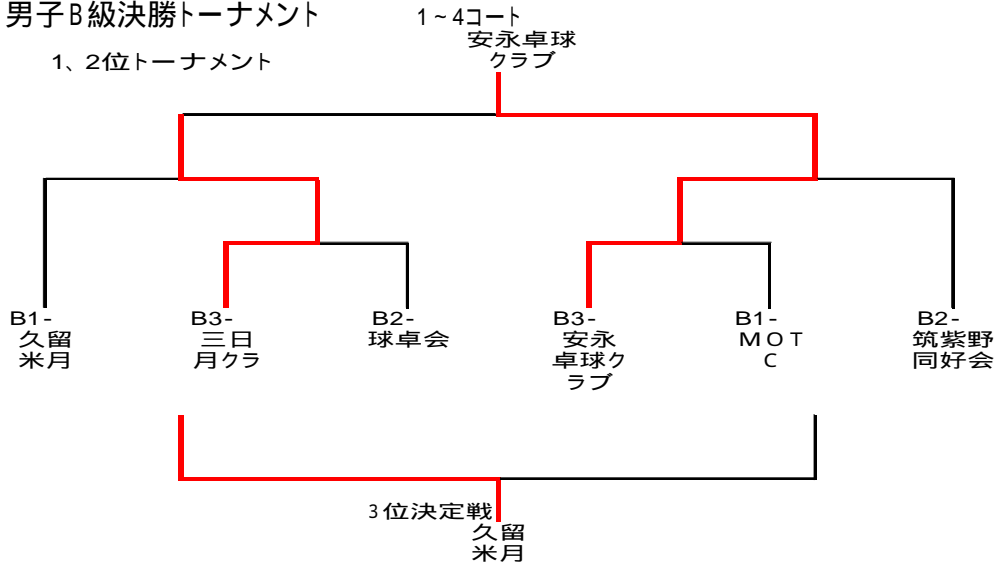 男子B級決勝トーナメント
1～4コート
安永卓球
クラブ
1、2位トーナメント
B1-
久留
米月
B3-
三日
月クラ
B2-
球卓会
B3-
安永
卓球ク
ラブ
B1-
MOT
C
B2-
筑紫野
同好会
3位決定戦
久留
米月